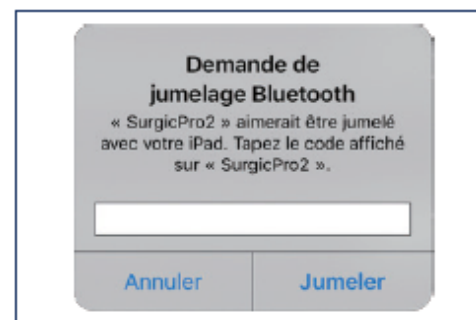 Demande de
jumelage Bluetooth
« SurgicPro2 » aimerait être jumelé
avec votre iPad. Tapez le code affiché
sur « SurgicPro2 ».
Annuler
Jumeler